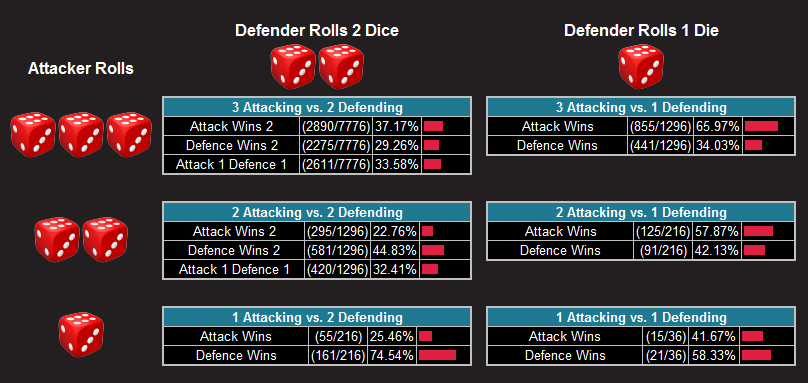 Defender Rolls 2 Dice
Defender Rolls 1 Die
Attacker Rolls
3 Attacking vs. 2 Defending
Attack Wins 2 (2890/7776) 37.17%
Defence Wins 2 (2275/7776) 29.26%
Attack 1 Defence 1 (2611/7776) 33.58%
3 Attacking vs. 1 Defending
Attack Wins (855/1296) 65.97%
Defence Wins (441/1296) 34.03%
2 Attacking vs. 2 Defending
Attack Wins 2 (295/1296) 22.76%
Defence Wins 2 (581/1296) 44.83%
Attack 1 Defence 1 (420/1296) 32.41%
2 Attacking vs. 1 Defending
Attack Wins (125/216) 57.87%
Defence Wins (91/216) 42.13%
1 Attacking vs. 2 Defending
Attack Wins (55/216) 25.46%
Defence Wins (161/216) 74.54%
1 Attacking vs. 1 Defending
Attack Wins (15/36) 41.67%
Defence Wins (21/36) 58.33%